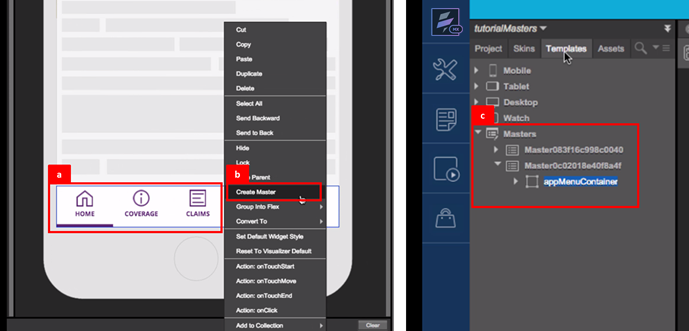 a
HOME
COVERAGE
CLAIMS
b
Cut
Copy
Paste
Duplicate
Delete
Select All
Send Backward
Send to Back
Hide
Lock
Parent
Create Master
Group Into Flex
Convert To
Set Default Widget Style
Reset To Visualizer Default
Action: onTouchStart
Action: onTouchMove
Action: onTouchEnd
Action: onClick
Add to Collection
Clear
MX
tutorialMasters
Project Skins Templates Assets
Mobile
Tablet
Desktop
Watch
c
Masters
Master083f16c998c0040
Master0c02018e40f8a4f
appMenuContainer